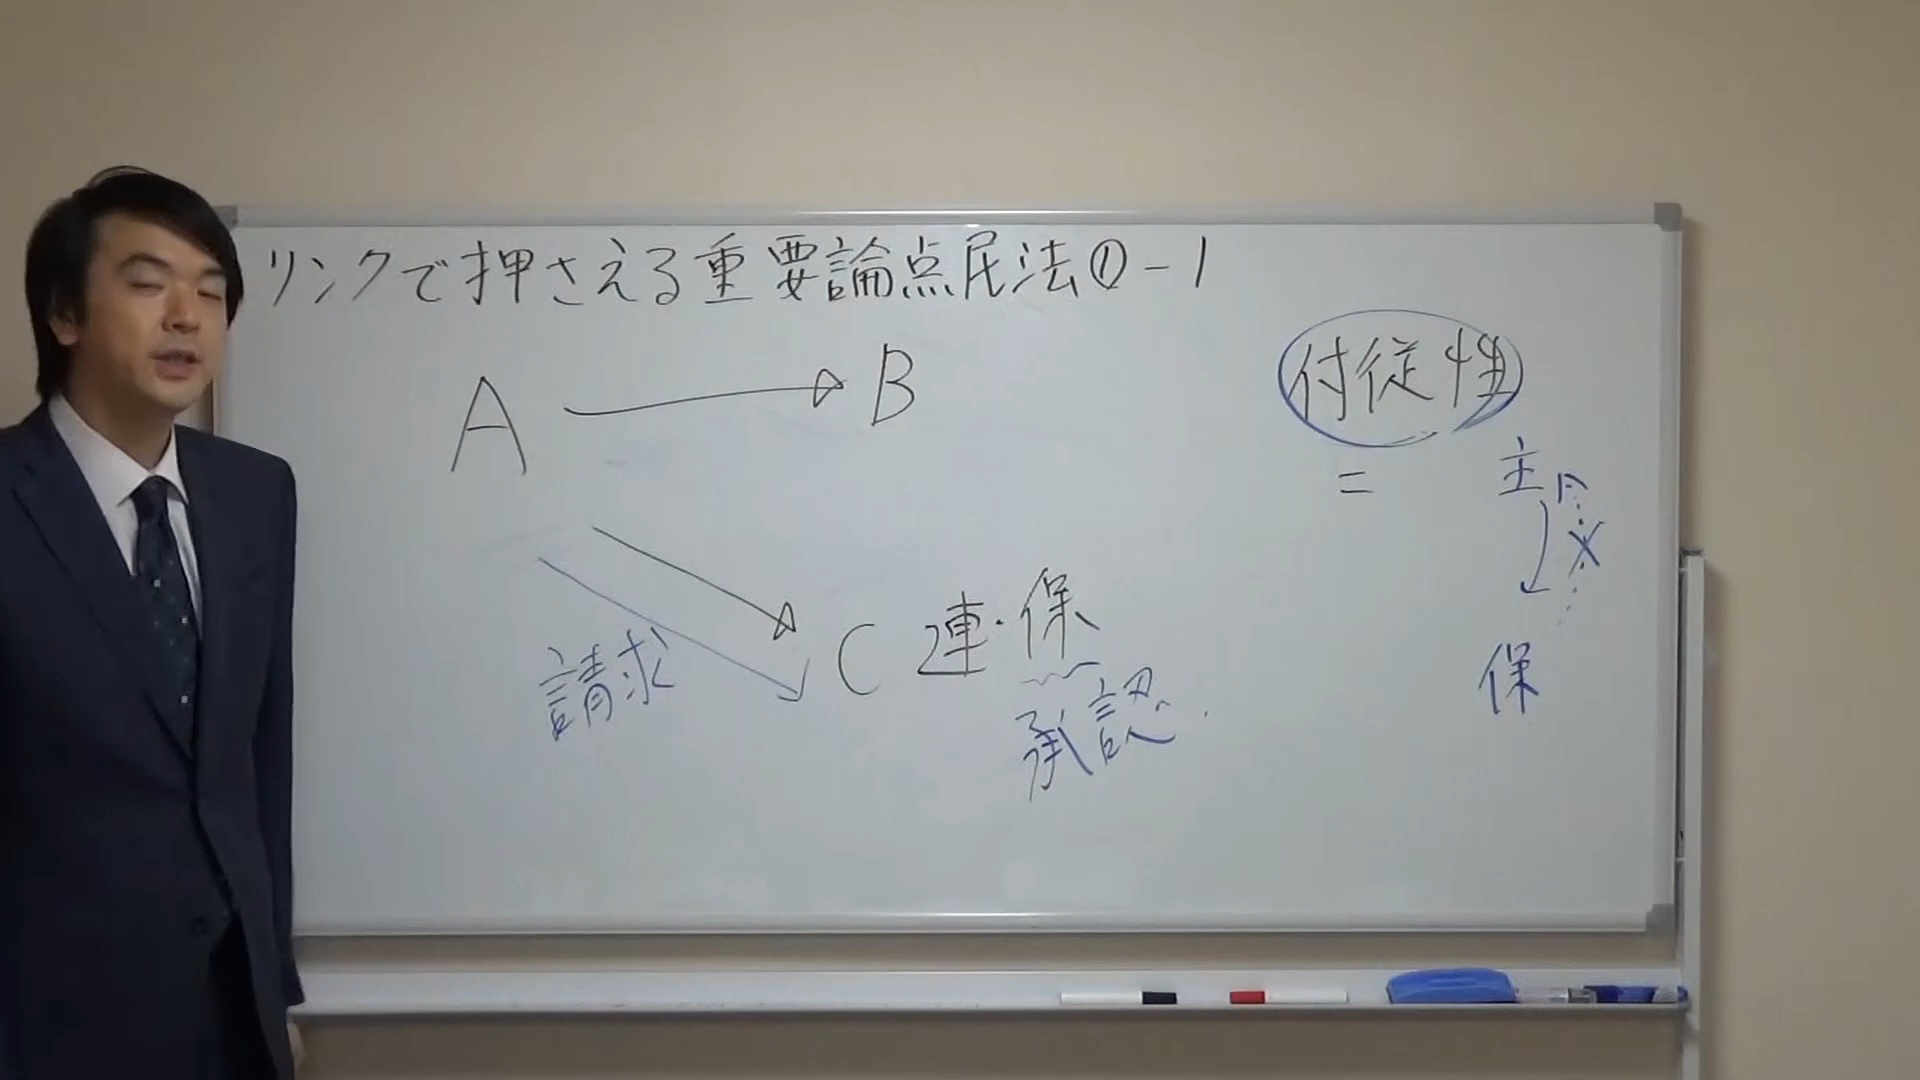 リンクで押さえる重要論点民法①-1
A
B
付従性
=
主
請求
C 連・保
承認
保